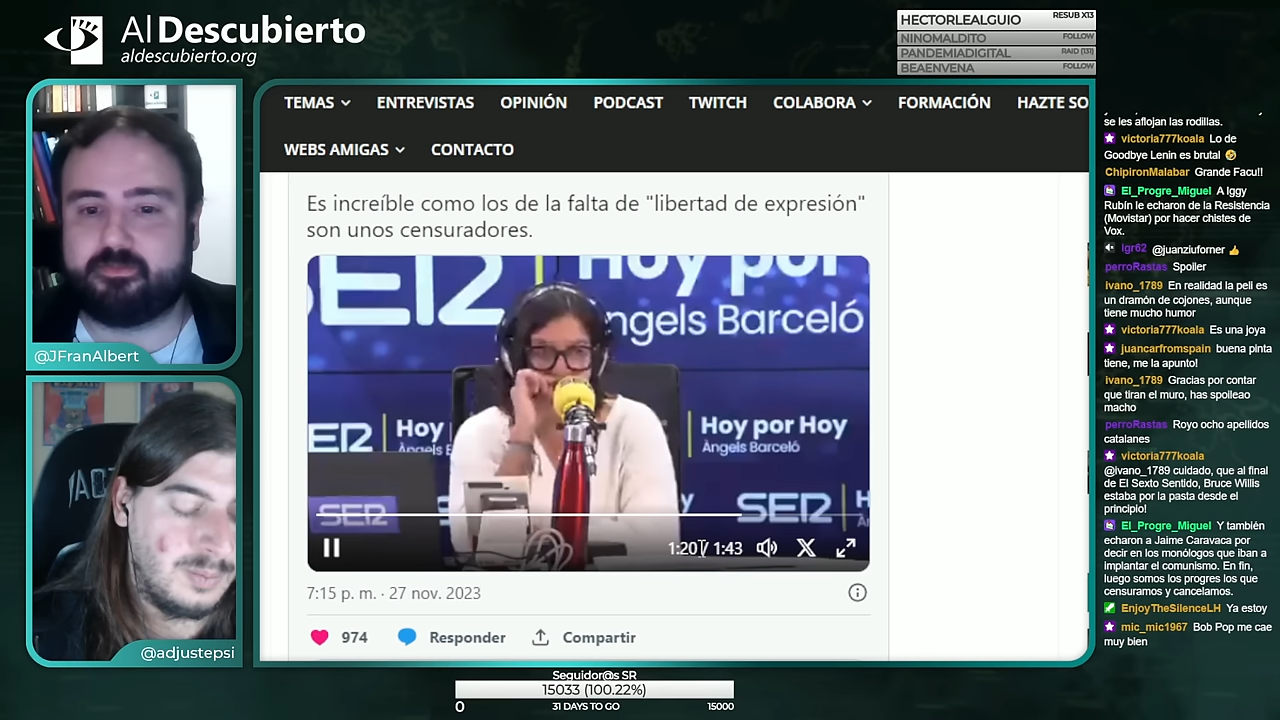 Al Descubierto
aldescubierto.org
HECTORLEALGUIO RESUB X13
NINOMALDITO FOLLOW
PANDEMIADIGITAL RAID (131)
BEAENVENA FOLLOW
TEMAS ENTREVISTAS OPINIÓN PODCAST TWITCH COLABORA FORMACIÓN HAZTE SO
WEBS AMIGAS CONTACTO
@JFranAlbert
@adjustepsi
Es increíble como los de la falta de "libertad de expresión"
son unos censuradores.
SER Hoy por
Àngels Barceló
SER Hoy
Àngels B
Hoy por Hoy
Àngels Barceló
SER
SER
1:20 / 1:43
7:15 p. m. · 27 nov. 2023
974 Responder Compartir
se les aflojan las rodillas.
victoria777koala Lo de
Goodbye Lenin es brutal
ChipironMalabar Grande Facu!!
El_Progre_Miguel A Iggy
Rubín le echaron de la Resistencia
(Movistar) por hacer chistes de
Vox.
igr62 @juanziuforner
perroRastas Spoiler
ivano_1789 En realidad la peli es
un dramón de cojones, aunque
tiene mucho humor
victoria777koala Es una joya
juancarfromspain buena pinta
tiene, me la apunto!
ivano_1789 Gracias por contar
que tiran el muro, has spoileao
macho
perroRastas Royo ocho apellidos
catalanes
victoria777koala
@ivano_1789 cuidado, que al final
de El Sexto Sentido, Bruce Willis
estaba por la pasta desde el
principio!
El_Progre_Miguel Y también
echaron a Jaime Caravaca por
decir en los monólogos que iban a
implantar el comunismo. En fin,
luego somos los progres los que
censuramos y cancelamos.
EnjoyTheSilenceLH Ya estoy
mic_mic1967 Bob Pop me cae
muy bien
Seguidor@s SR
15033 (100.22%)
0 31 DAYS TO GO 15000